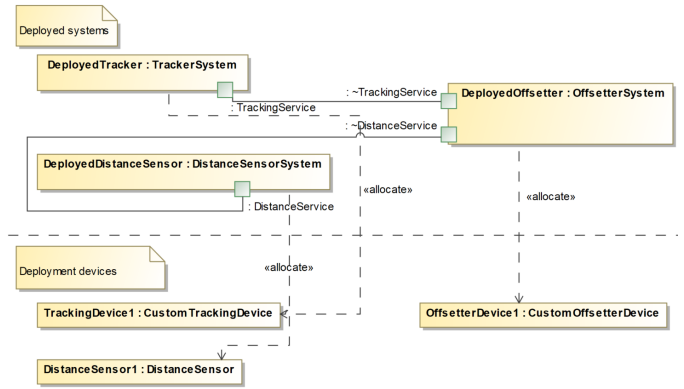 Deployed systems
DeployedTracker : TrackerSystem
: ~TrackingService
DeployedOffsetter : OffsetterSystem
: TrackingService
: ~DistanceService
DeployedDistanceSensor : DistanceSensorSystem
«allocate»
«allocate»
: DistanceService
«allocate»
Deployment devices
TrackingDevice1 : CustomTrackingDevice
OffsetterDevice1 : CustomOffsetterDevice
DistanceSensor1 : DistanceSensor